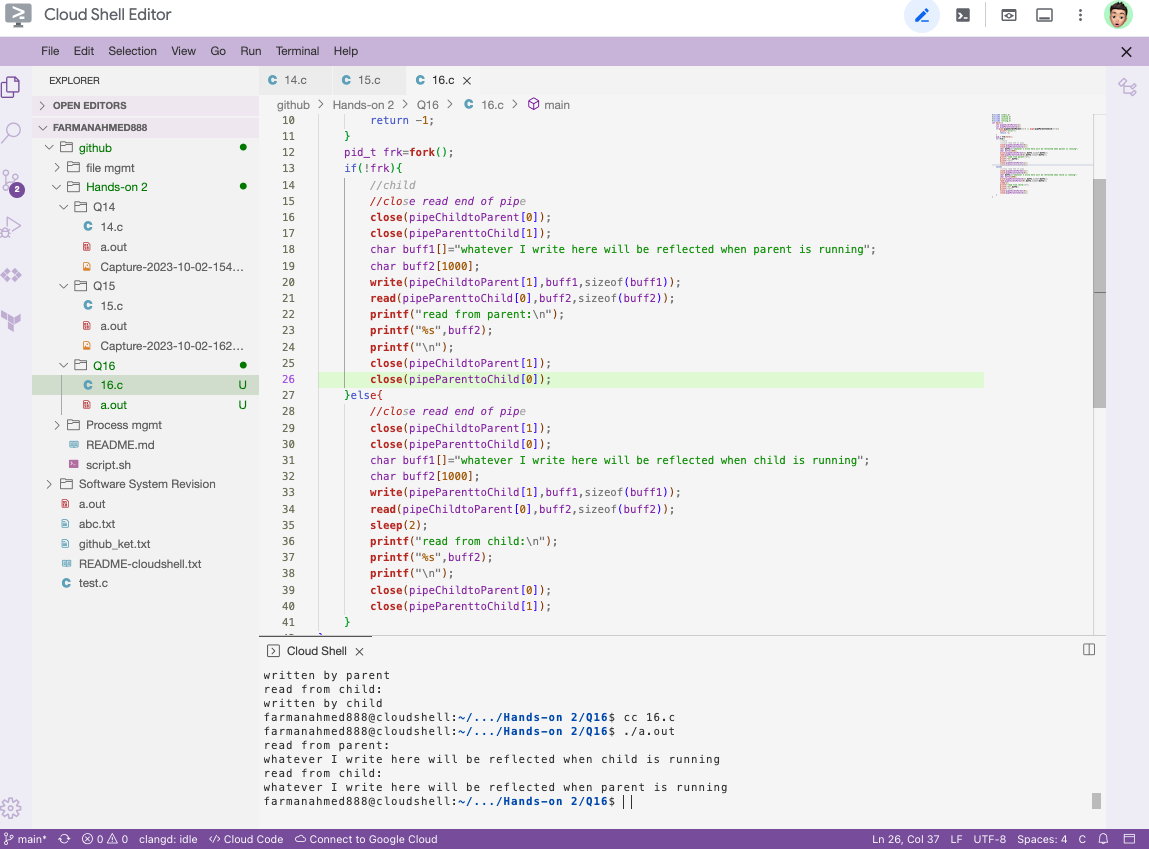 Cloud Shell Editor
File Edit Selection View Go Run Terminal Help
EXPLORER
OPEN EDITORS
FARMANAHMED888
github
file mgmt
Hands-on 2
Q14
14.c
a.out
Capture-2023-10-02-154...
Q15
15.c
a.out
Capture-2023-10-02-162...
Q16
16.c U
a.out U
Process mgmt
README.md
script.sh
Software System Revision
a.out
abc.txt
github_ket.txt
README-cloudshell.txt
test.c
2
14.c 15.c 16.c
github > Hands-on 2 > Q16 > 16.c > main
10 return -1;
11 }
12 pid_t frk=fork();
13 if(!frk){
14 //child
15 //close read end of pipe
16 close(pipeChildtoParent[0]);
17 close(pipeParenttoChild[1]);
18 char buff1[]="whatever I write here will be reflected when parent is running";
19 char buff2[1000];
20 write(pipeChildtoParent[1],buff1,sizeof(buff1));
21 read(pipeParenttoChild[0],buff2,sizeof(buff2));
22 printf("read from parent:\n");
23 printf("%s",buff2);
24 printf("\n");
25 close(pipeChildtoParent[1]);
26 close(pipeParenttoChild[0]);
27 }else{
28 //close read end of pipe
29 close(pipeChildtoParent[1]);
30 close(pipeParenttoChild[0]);
31 char buff1[]="whatever I write here will be reflected when child is running";
32 char buff2[1000];
33 write(pipeParenttoChild[1],buff1,sizeof(buff1));
34 read(pipeChildtoParent[0],buff2,sizeof(buff2));
35 sleep(2);
36 printf("read from child:\n");
37 printf("%s",buff2);
38 printf("\n");
39 close(pipeChildtoParent[0]);
40 close(pipeParenttoChild[1]);
41 }
Cloud Shell
written by parent
read from child:
written by child
farmanahmed888@cloudshell:~/.../Hands-on 2/Q16$ cc 16.c
farmanahmed888@cloudshell:~/.../Hands-on 2/Q16$ ./a.out
read from parent:
whatever I write here will be reflected when child is running
read from child:
whatever I write here will be reflected when parent is running
farmanahmed888@cloudshell:~/.../Hands-on 2/Q16$
main* 0 0 clangd: idle Cloud Code Connect to Google Cloud Ln 26, Col 37 LF UTF-8 Spaces: 4 C